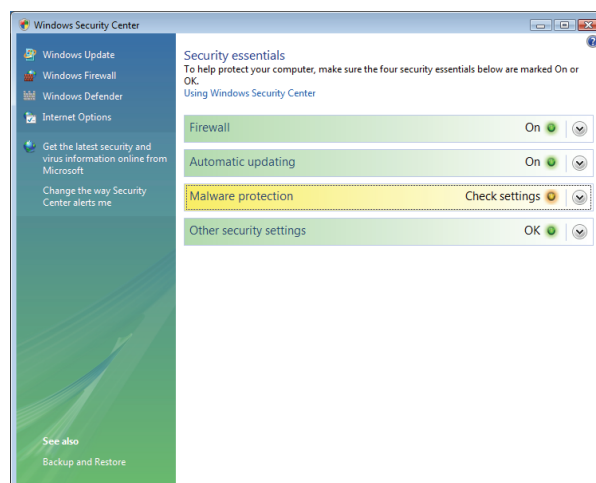 Windows Security Center
Windows Update
Windows Firewall
Windows Defender
Internet Options
Get the latest security and
virus information online from
Microsoft
Change the way Security
Center alerts me
See also
Backup and Restore
Security essentials
To help protect your computer, make sure the four security essentials below are marked On or
OK.
Using Windows Security Center
Firewall On
Automatic updating On
Malware protection Check settings
Other security settings OK